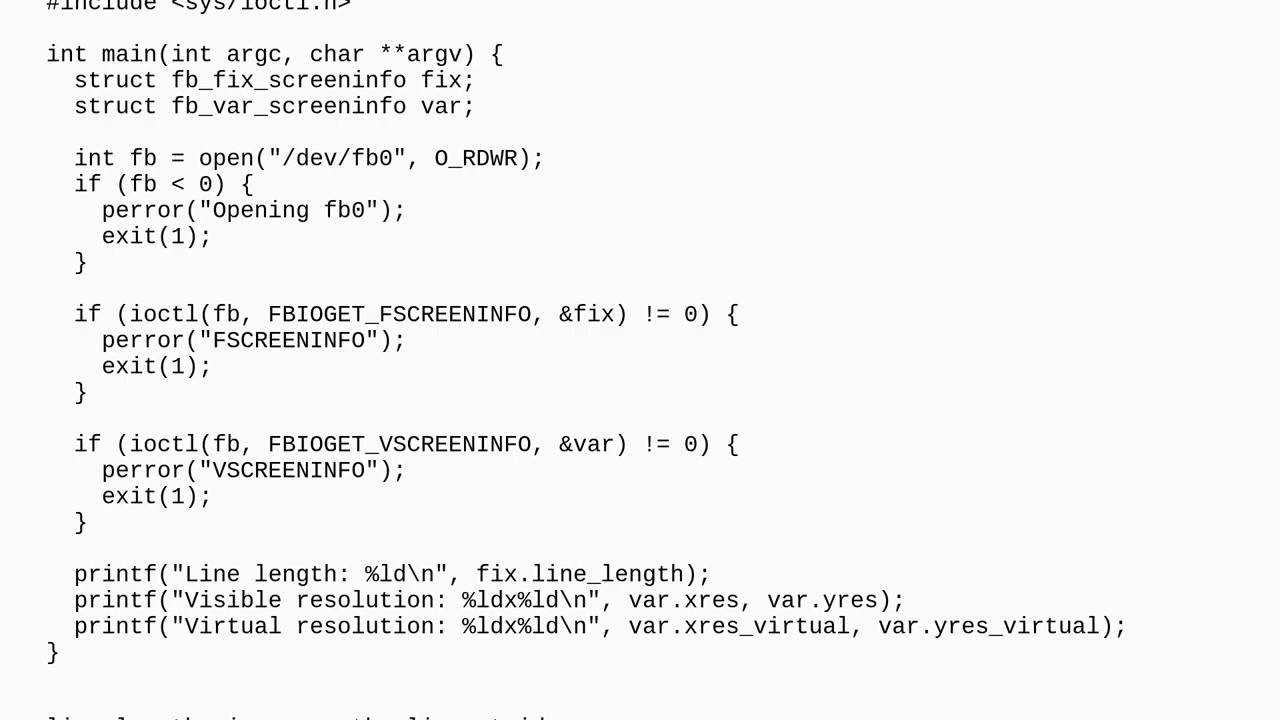 #include <sys/ioctl.h>
int main(int argc, char **argv) {
struct fb_fix_screeninfo fix;
struct fb_var_screeninfo var;
int fb = open("/dev/fb0", O_RDWR);
if (fb < 0) {
perror("Opening fb0");
exit(1);
}
if (ioctl(fb, FBIOGET_FSCREENINFO, &fix) != 0) {
perror("FSCREENINFO");
exit(1);
}
if (ioctl(fb, FBIOGET_VSCREENINFO, &var) != 0) {
perror("VSCREENINFO");
exit(1);
}
printf("Line length: %ld\n", fix.line_length);
printf("Visible resolution: %ldx%ld\n", var.xres, var.yres);
printf("Virtual resolution: %ldx%ld\n", var.xres_virtual, var.yres_virtual);
}